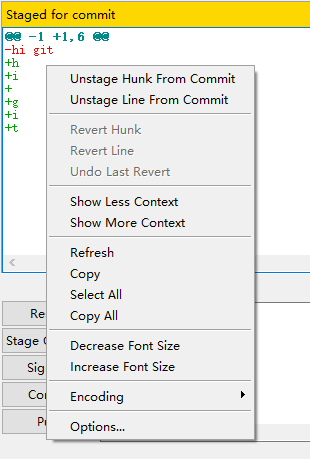 Staged for commit
@@ -1 +1,6 @@
-hi git
+h
+i
+
+g
+i
+t
Unstage Hunk From Commit
Unstage Line From Commit
Revert Hunk
Revert Line
Undo Last Revert
Show Less Context
Show More Context
Refresh
Copy
Select All
Copy All
Decrease Font Size
Increase Font Size
Encoding
Options...
Re
Stage
Sig
Co
P